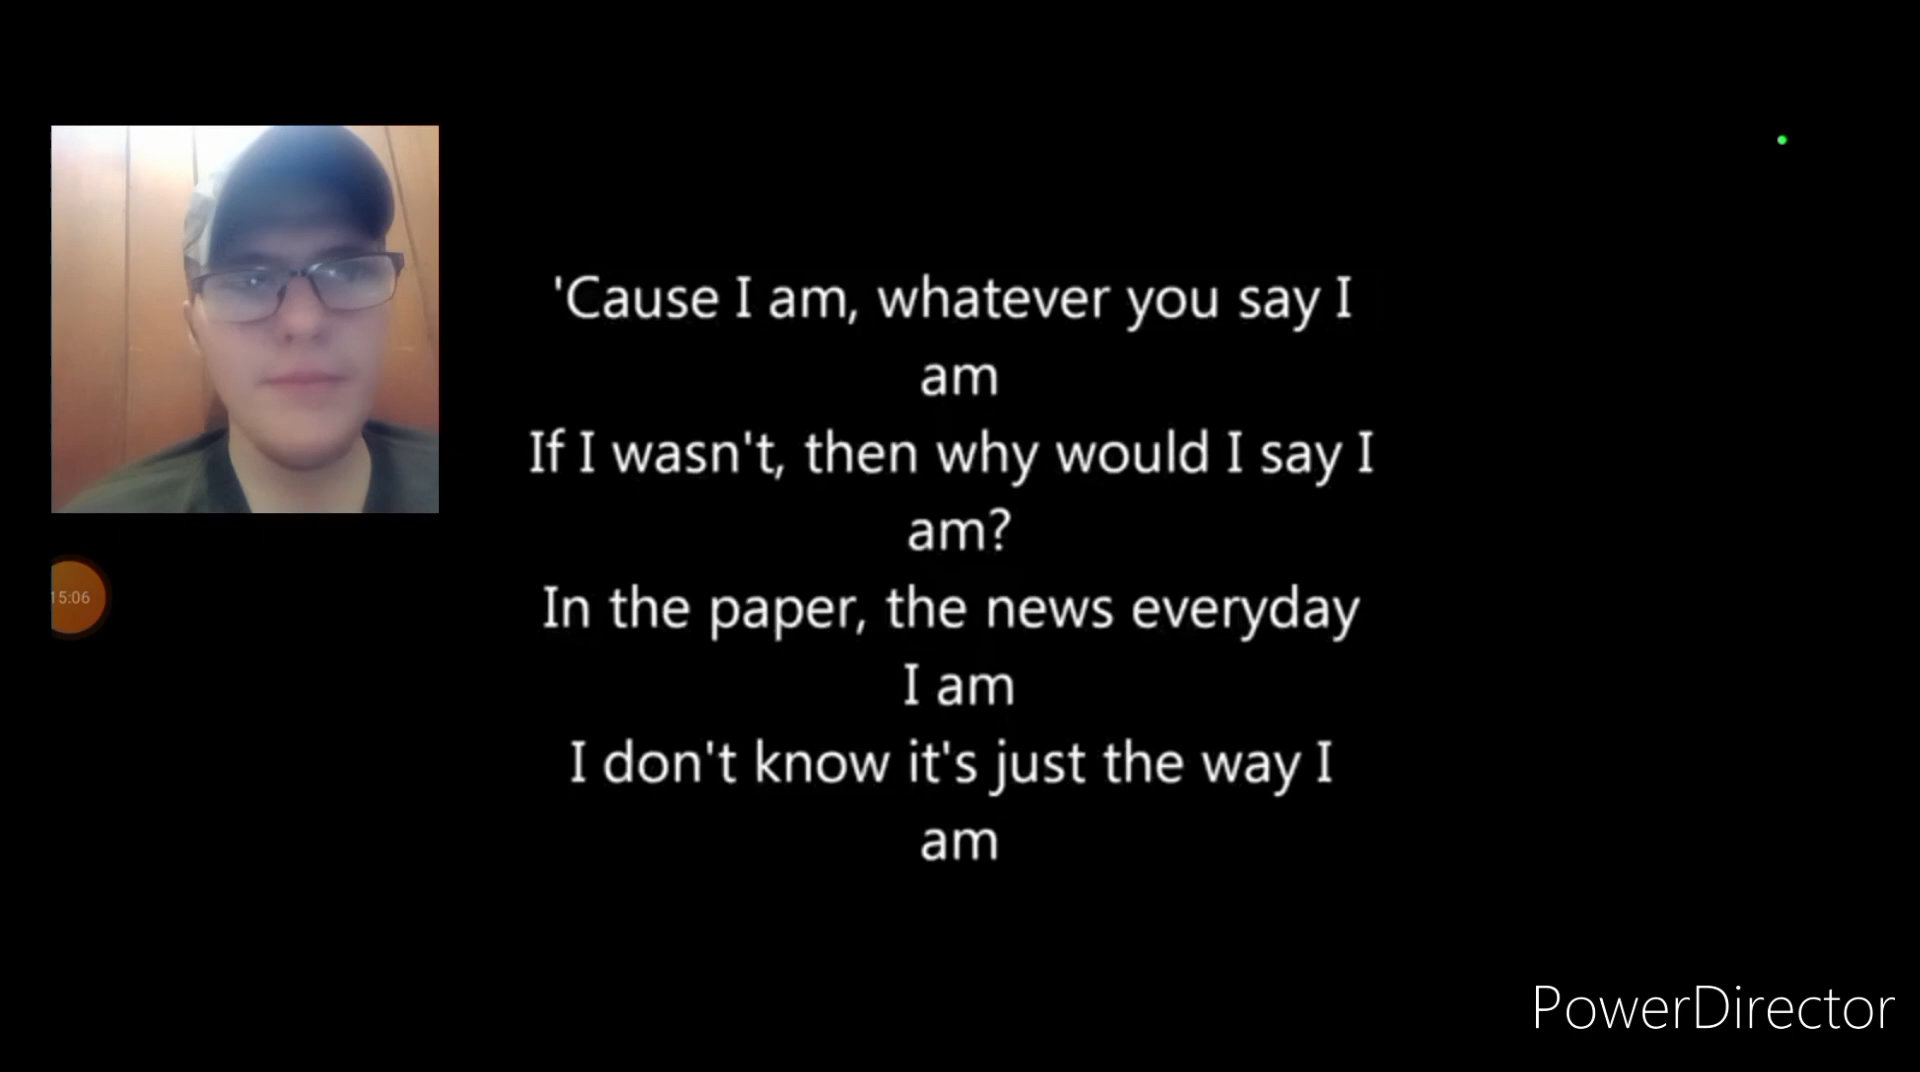 'Cause I am, whatever you say I
am
If I wasn't, then why would I say I
am?
In the paper, the news everyday
I am
I don't know it's just the way I
am
15:06
PowerDirector